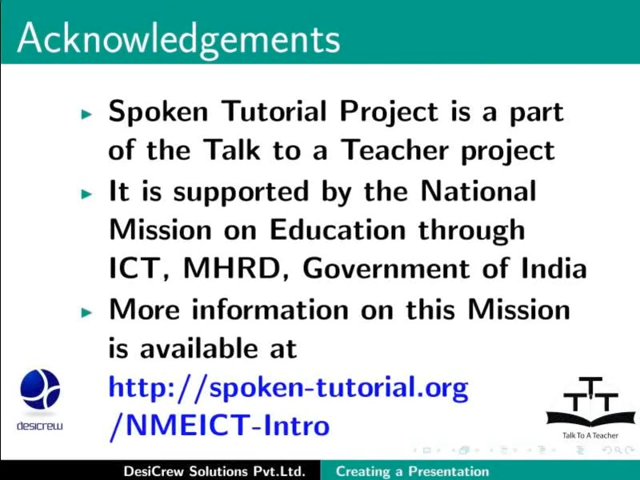 Acknowledgements
Spoken Tutorial Project is a part
of the Talk to a Teacher project
It is supported by the National
Mission on Education through
ICT, MHRD, Government of India
More information on this Mission
is available at
http://spoken-tutorial.org
/NMEICT-Intro
desicrew
TTT
Talk To A Teacher
DesiCrew Solutions Pvt.Ltd.
Creating a Presentation